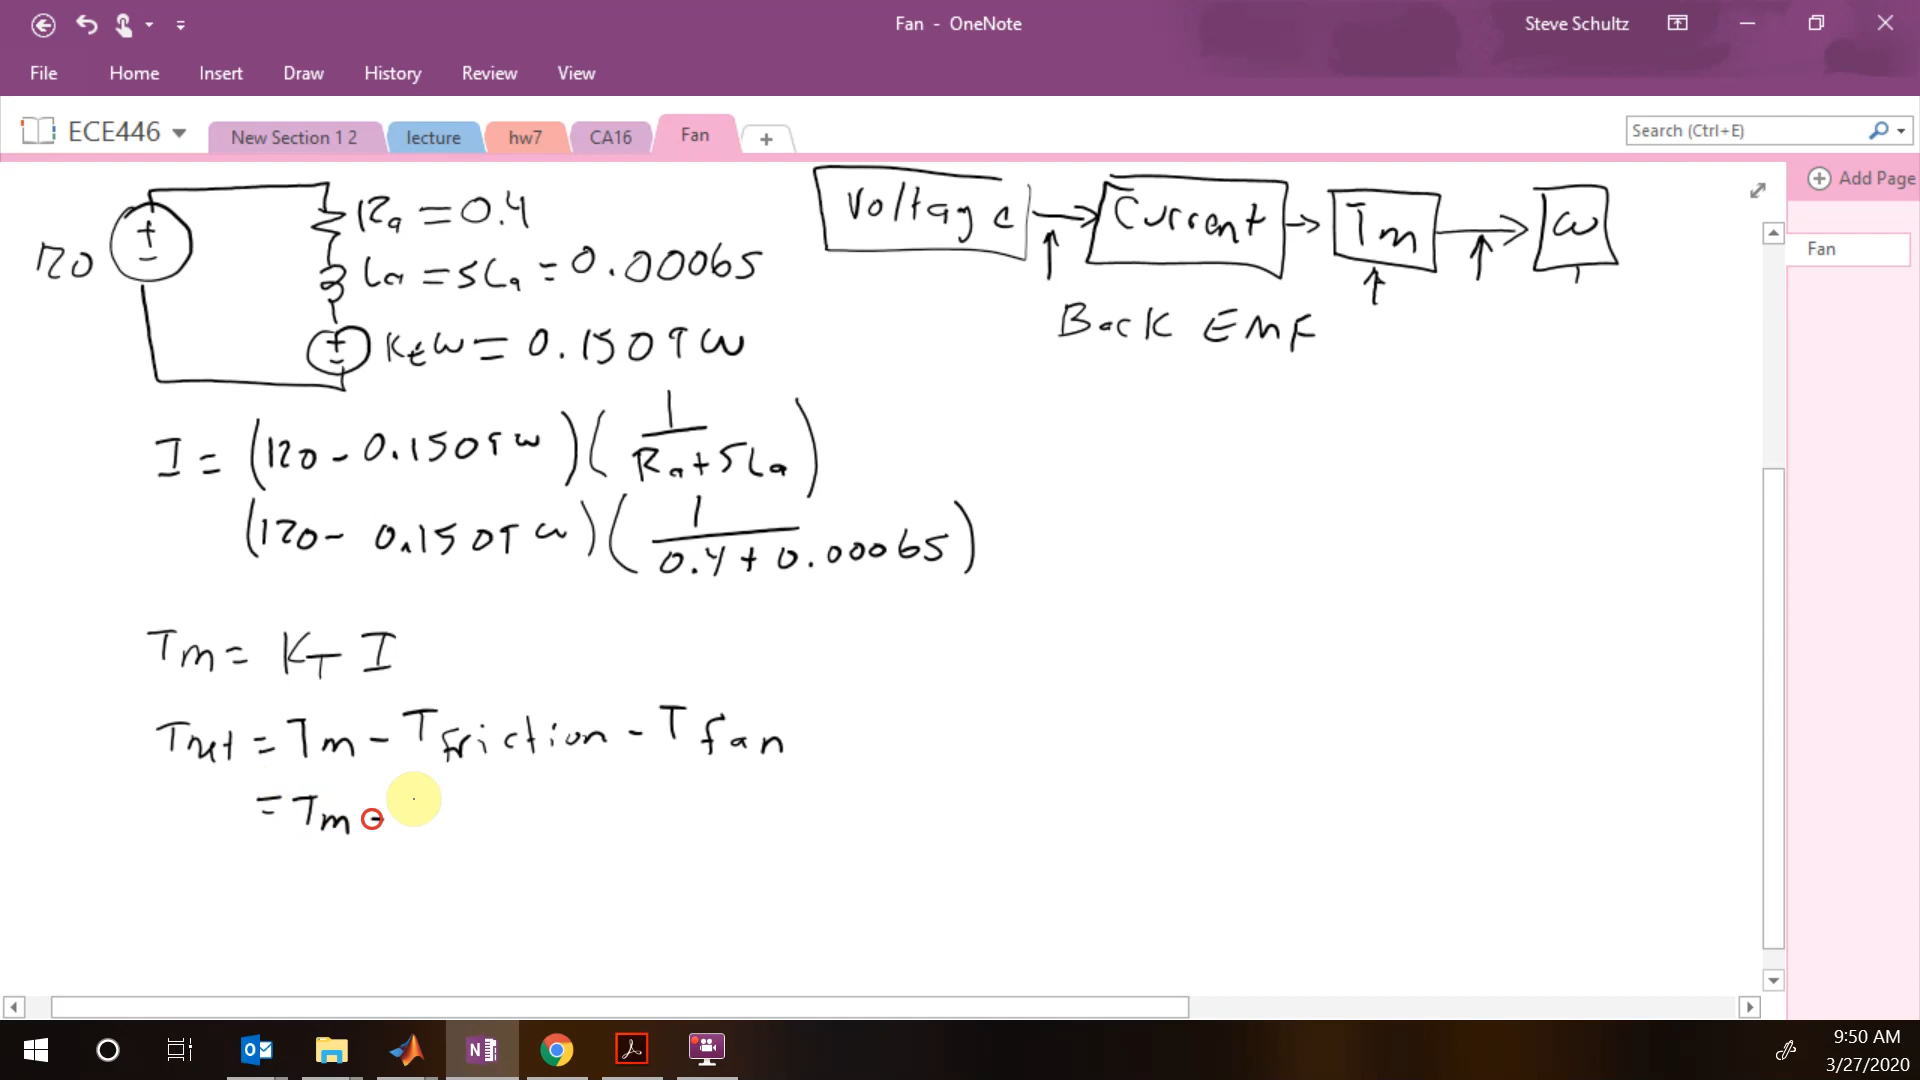 Fan - OneNote
Steve Schultz
File Home Insert Draw History Review View
ECE446
New Section 1 2 lecture hw7 CA16 Fan +
Search (Ctrl+E)
Add Page
Fan
120
Ra = 0.4
La = SLa = 0.0006S
Ktω = 0.1509ω
Voltage
Current
Tm
ω
Back EMF
I = (120 - 0.1509ω)(1/(Ra + SLa))
(120 - 0.1509ω)(1/(0.4 + 0.0006S))
Tm = KT I
Tnet = Tm - Tfriction - Tfan
= Tm -
9:50 AM
3/27/2020